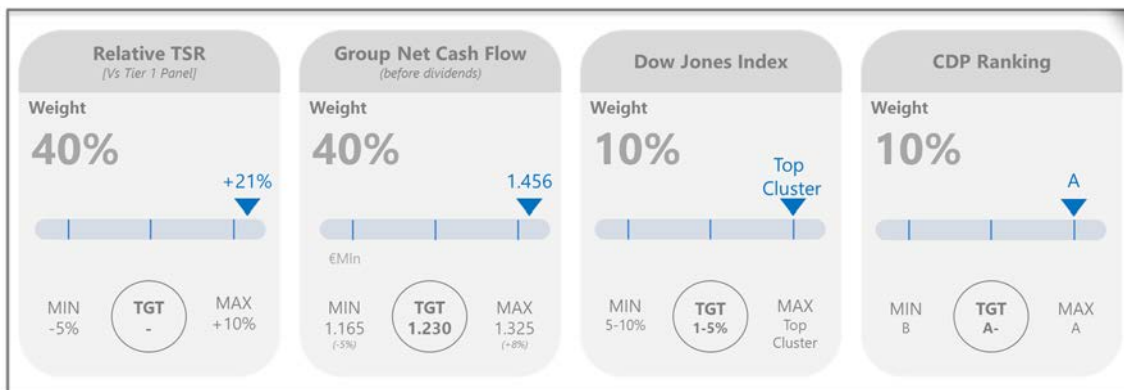 Relative TSR
[Vs Tier 1 Panel]
Weight
40%
+21%
MIN
-5%
TGT
-
MAX
+10%
Group Net Cash Flow
(before dividends)
Weight
40%
1.456
€Mln
MIN
1.165
(-5%)
TGT
1.230
MAX
1.325
(+8%)
Dow Jones Index
Weight
10%
Top
Cluster
MIN
5-10%
TGT
1-5%
MAX
Top
Cluster
CDP Ranking
Weight
10%
A
MIN
B
TGT
A-
MAX
A